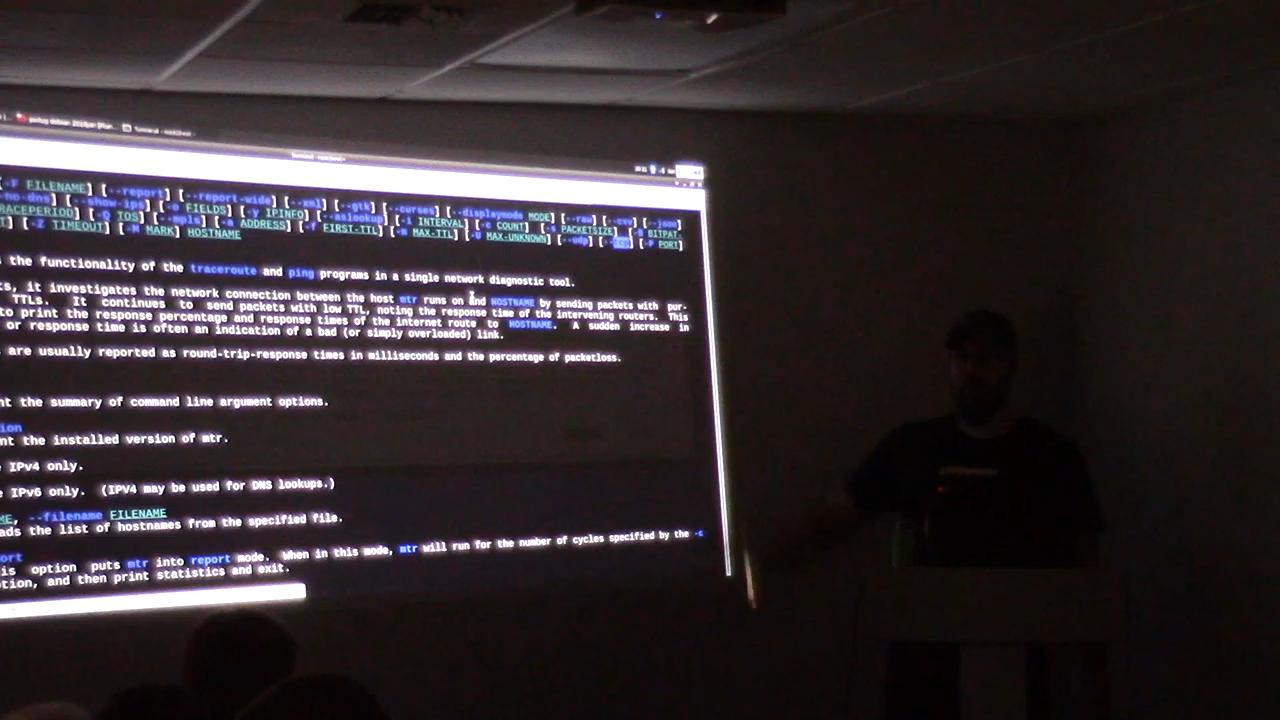 [-F FILENAME] [--report] [--report-wide] [--xml] [--gtk] [--curses] [--displaymode MODE] [--raw] [--csv] [--json]
no-dns] [--show-ips] FIELDS] [-y IPINFO] [--aslookup] [-i INTERVAL] [-c COUNT] [-s PACKETSIZE] [-B BITPAT-
RACEPERIOD] [-Q TOS] [--mpls] [-a ADDRESS] [-f FIRST-TTL] [-m MAX-TTL] [-U MAX-UNKNOWN] [--udp] [--tcp] [-P PORT]
[-Z TIMEOUT] [-M MARK] HOSTNAME
the functionality of the traceroute and ping programs in a single network diagnostic tool.
ts, it investigates the network connection between the host mtr runs on and HOSTNAME by sending packets with pur-
TTLs. It continues to send packets with low TTL, noting the response time of the intervening routers. This
to print the response percentage and response times of the internet route to HOSTNAME. A sudden increase in
or response time is often an indication of a bad (or simply overloaded) link.
are usually reported as round-trip-response times in milliseconds and the percentage of packetloss.
nt the summary of command line argument options.
ion
nt the installed version of mtr.
IPv4 only.
IPv6 only. (IPV4 may be used for DNS lookups.)
ME, --filename FILENAME
ads the list of hostnames from the specified file.
ort
is option puts mtr into report mode. When in this mode, mtr will run for the number of cycles specified by the -c
tion, and then print statistics and exit.